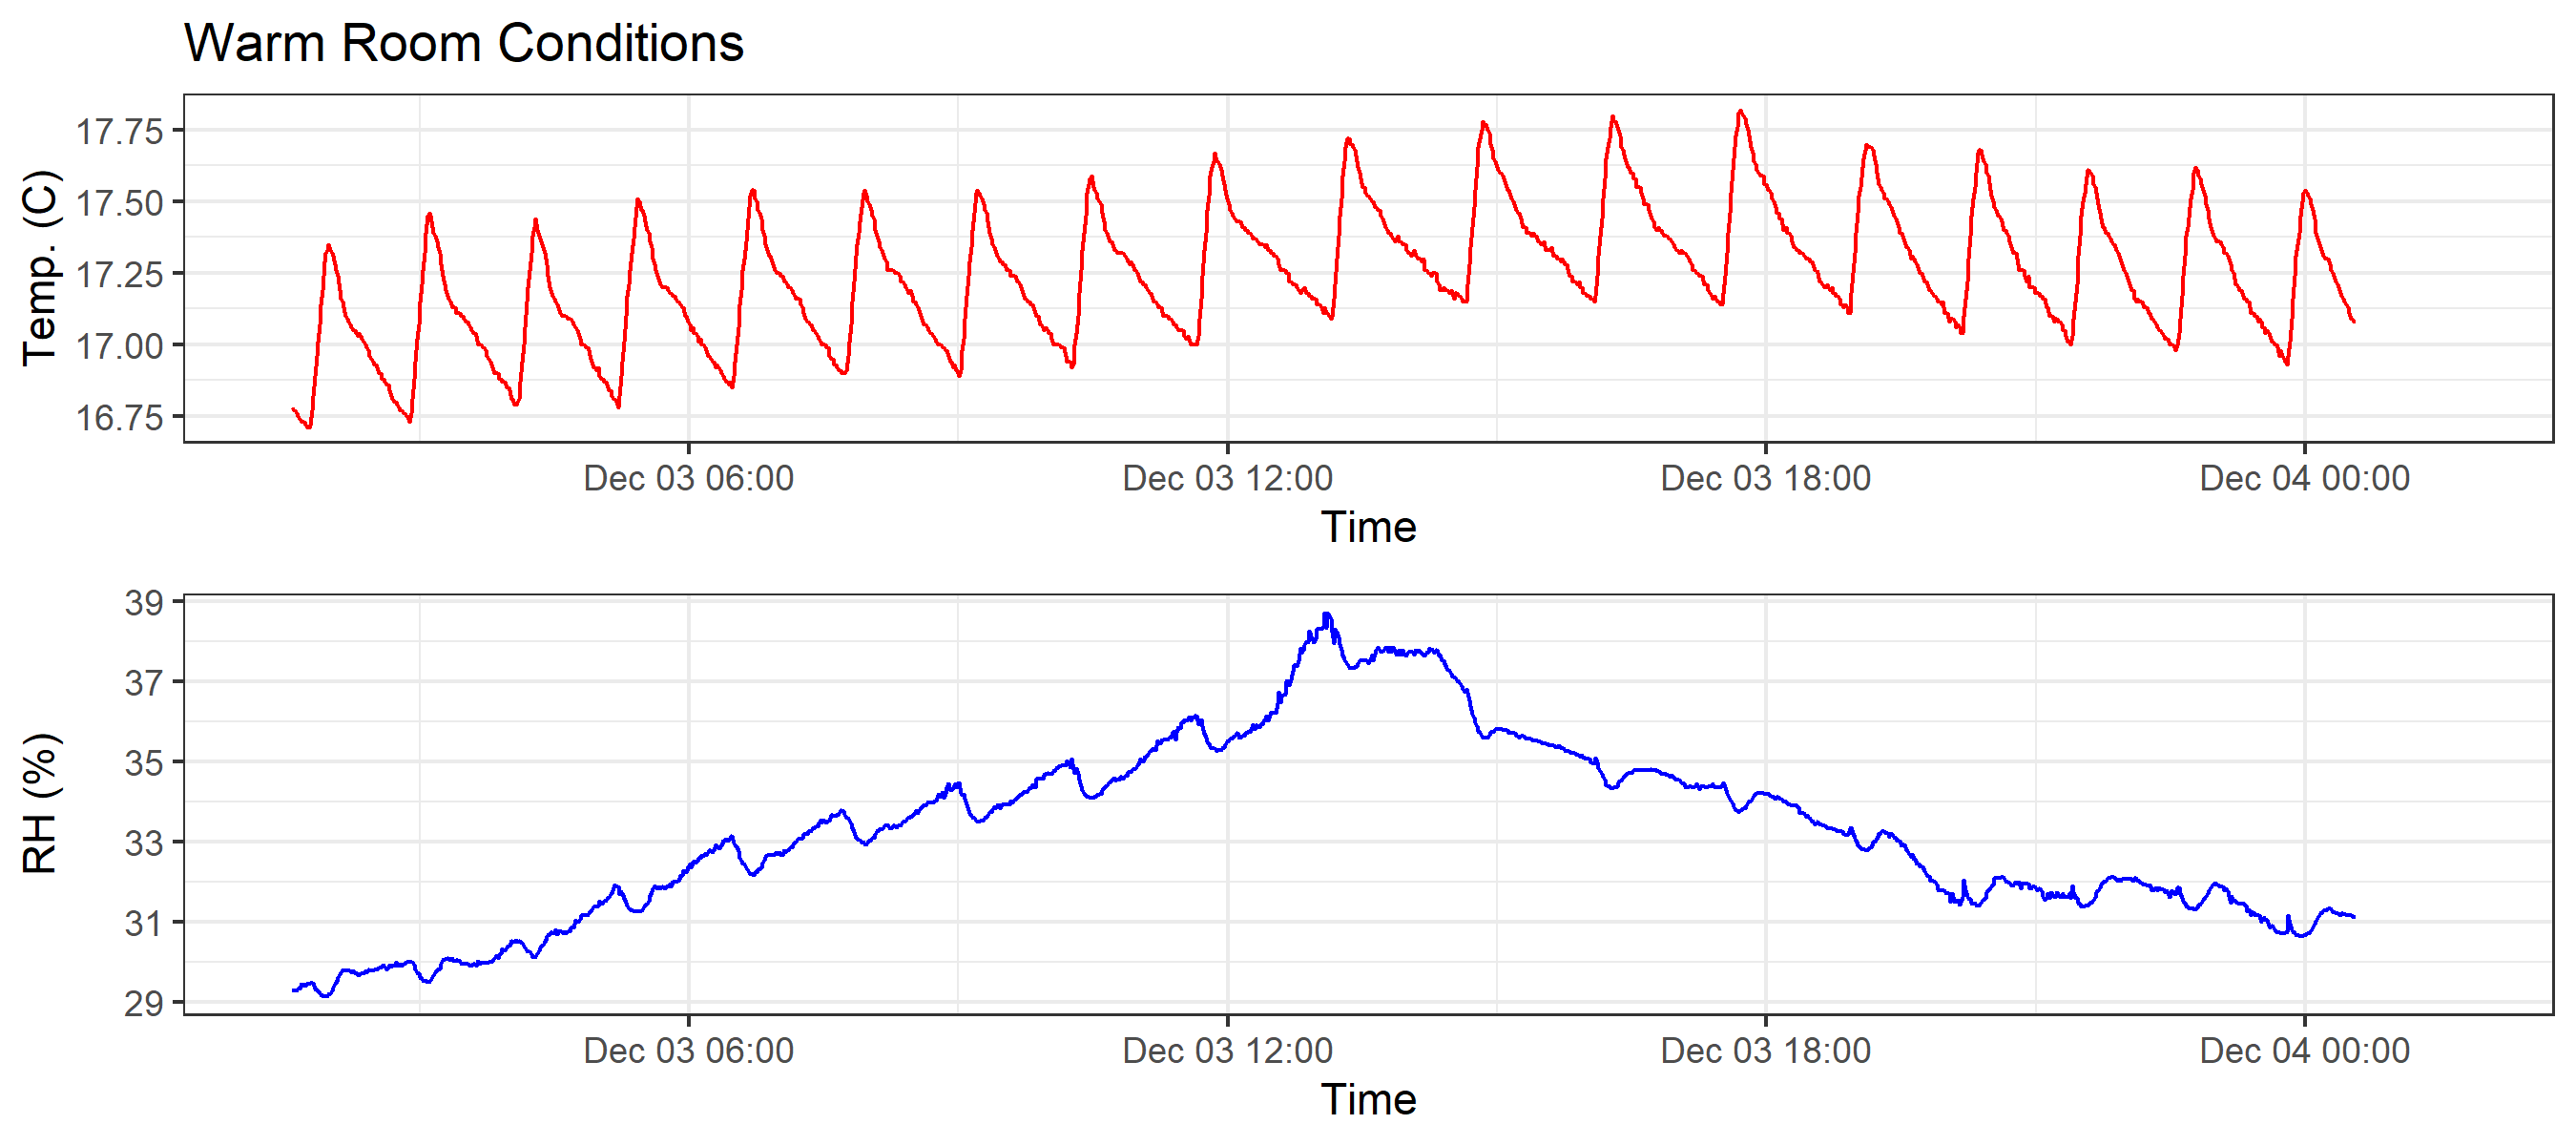 Warm Room Conditions
Temp. (C)
17.75
17.50
17.25
17.00
16.75
Dec 03 06:00 Dec 03 12:00 Dec 03 18:00 Dec 04 00:00
Time
RH (%)
39
37
35
33
31
29
Dec 03 06:00 Dec 03 12:00 Dec 03 18:00 Dec 04 00:00
Time